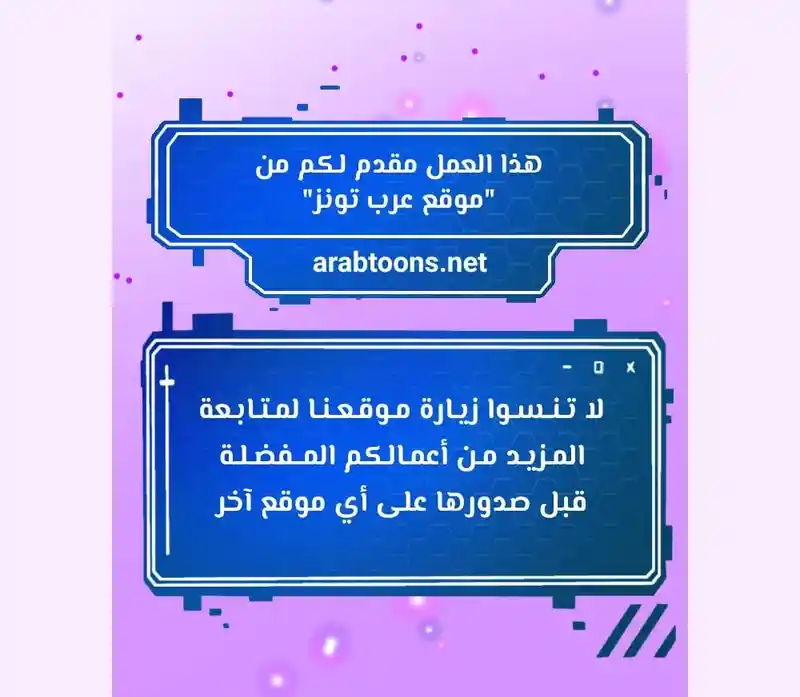 هذا العمل مقدم لكم من
"موقع عرب تونز"
arabtoons.net
لا تنسوا زيارة موقعنا لمتابعة
المزيد من أعمالكم المفضلة
قبل صدورها على أي موقع آخر